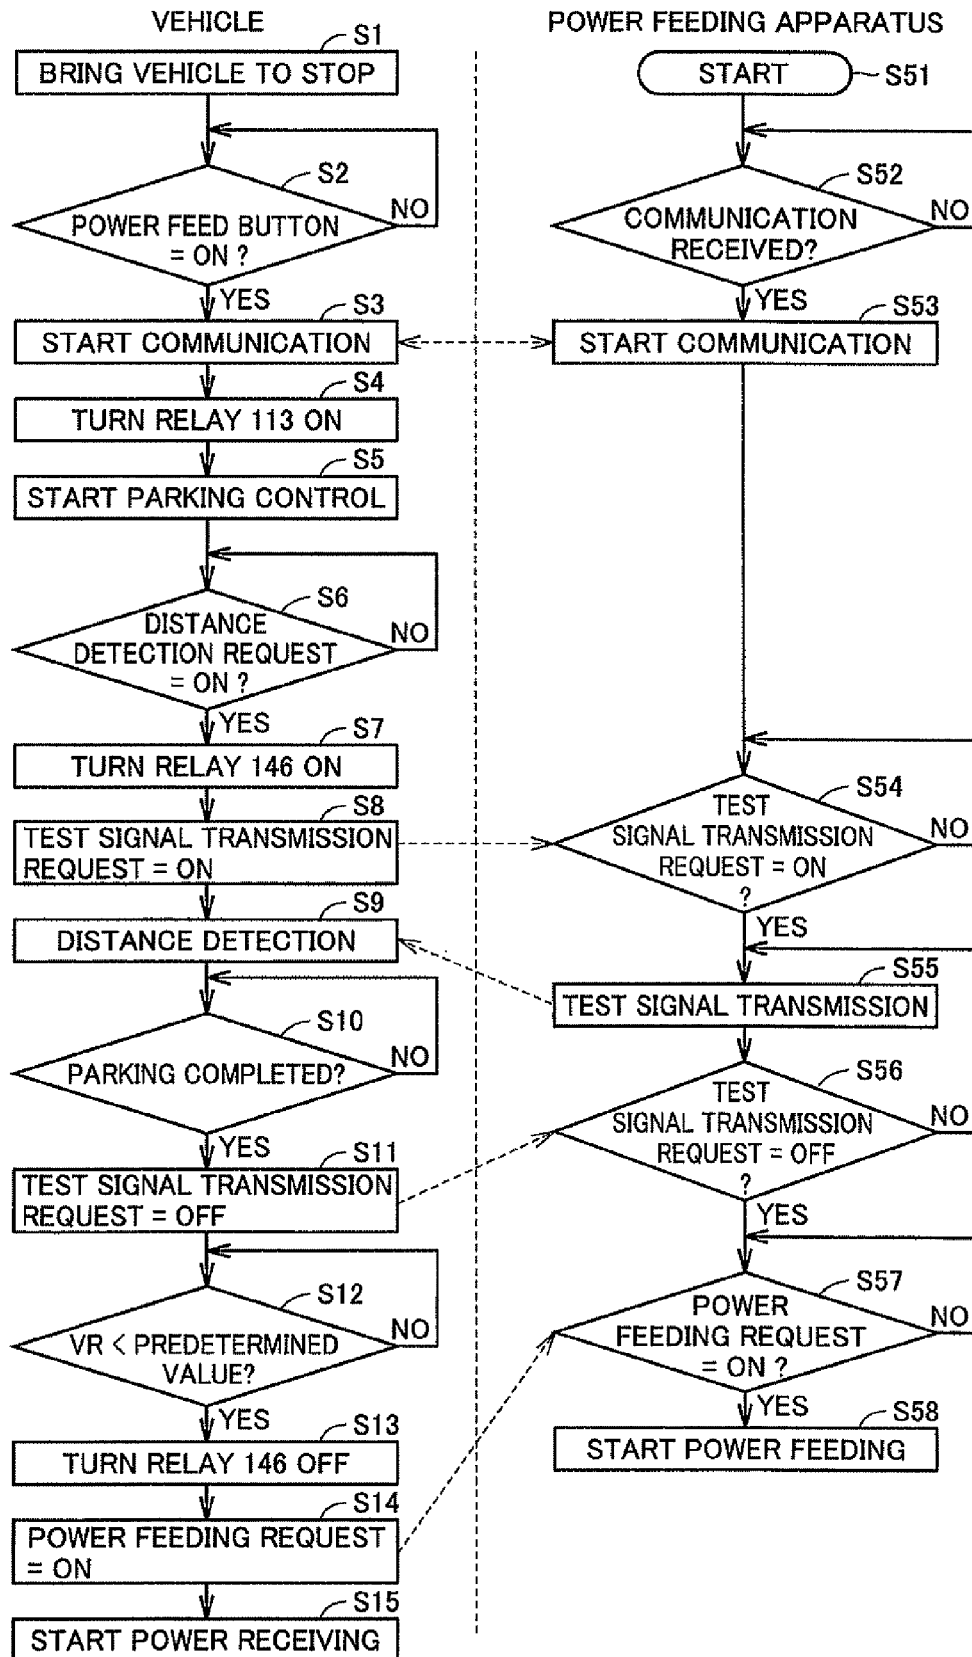 VEHICLE
S1
BRING VEHICLE TO STOP
S2
POWER FEED BUTTON
= ON ?
NO
YES
S3
START COMMUNICATION
S4
TURN RELAY 113 ON
S5
START PARKING CONTROL
S6
DISTANCE
DETECTION REQUEST
= ON ?
NO
YES
S7
TURN RELAY 146 ON
S8
TEST SIGNAL TRANSMISSION
REQUEST = ON
S9
DISTANCE DETECTION
S10
PARKING COMPLETED?
NO
YES
S11
TEST SIGNAL TRANSMISSION
REQUEST = OFF
S12
VR < PREDETERMINED
VALUE?
NO
YES
S13
TURN RELAY 146 OFF
S14
POWER FEEDING REQUEST
= ON
S15
START POWER RECEIVING
POWER FEEDING APPARATUS
START
S51
S52
COMMUNICATION
RECEIVED?
NO
YES
S53
START COMMUNICATION
S54
TEST
SIGNAL TRANSMISSION
REQUEST = ON
?
NO
YES
S55
TEST SIGNAL TRANSMISSION
S56
TEST
SIGNAL TRANSMISSION
REQUEST = OFF
?
NO
YES
S57
POWER
FEEDING REQUEST
= ON ?
NO
YES
S58
START POWER FEEDING